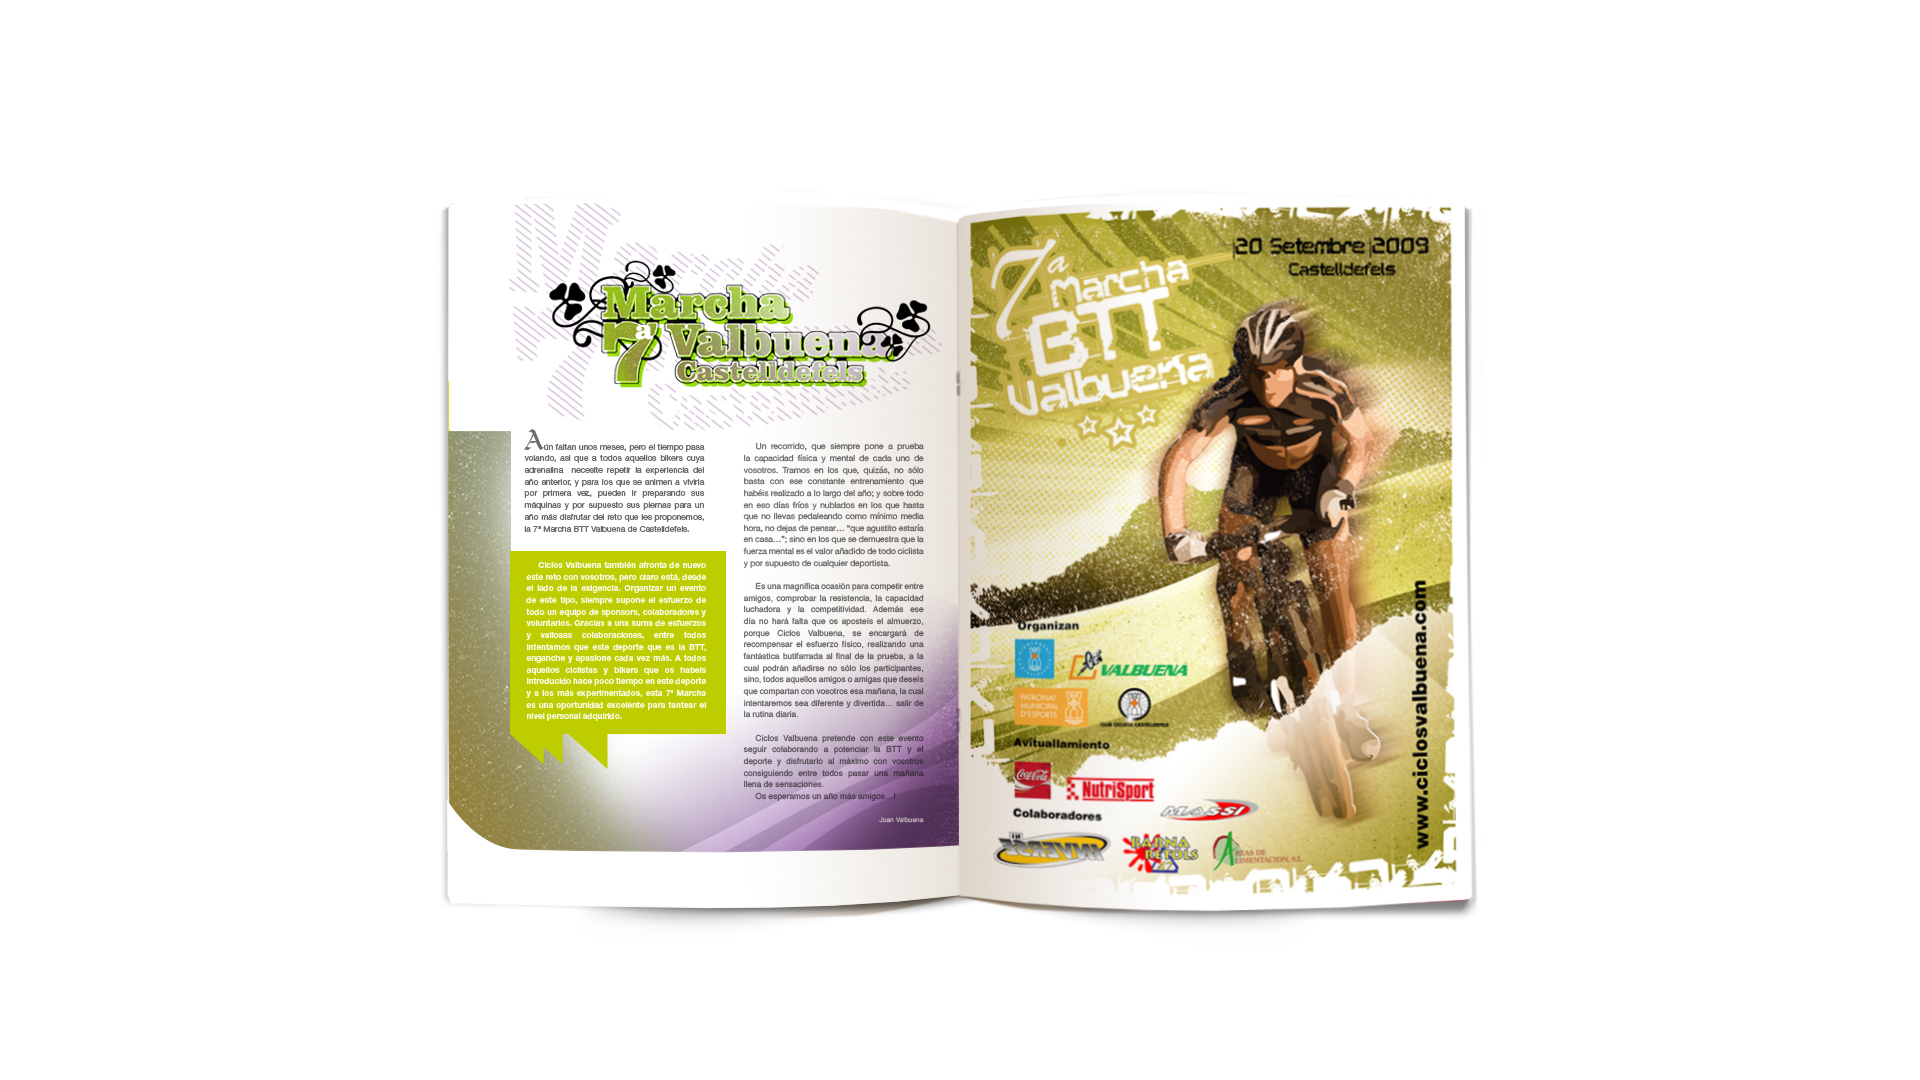 Marcha
7ª Valbuena
Castelldefels
Aún faltan unos meses, pero el tiempo pasa
volando, asi que a todos aquellos bikers cuya
adrenalina necesite repetir la experiencia del
año anterior, y para los que se animen a vivirla
por primera vez, pueden ir preparando sus
máquinas y por supuesto sus piernas para un
año más disfrutar del reto que les proponemos,
la 7ª Marcha BTT Valbuena de Castelldefels.
Ciclos Valbuena también afronta de nuevo
este reto con vosotros, pero claro está, desde
el lado de la exigencia. Organizar un evento
de este tipo, siempre supone el esfuerzo de
todo un equipo de sponsors, colaboradores y
voluntarios. Gracias a una suma de esfuerzos
y valiosas colaboraciones, entre todos
intentamos que este deporte que es la BTT,
enganche y apasione cada vez más. A todos
aquellos ciclistas y bikers que os habeis
introducido hace poco tiempo en este deporte
y a los más experimentados, esta 7ª Marcha
es una oportunidad excelente para tantear el
nivel personal adquirido.
Un recorrido, que siempre pone a prueba
la capacidad física y mental de cada uno de
vosotros. Tramos en los que, quizás, no sólo
basta con ese constante entrenamiento que
habéis realizado a lo largo del año; y sobre todo
en eso días fríos y nublados en los que hasta
que no llevas pedaleando como mínimo media
hora, no dejas de pensar... “que agustito estaría
en casa...”; sino en los que se demuestra que la
fuerza mental es el valor añadido de todo ciclista
y por supuesto de cualquier deportista.
Es una magnífica ocasión para competir entre
amigos, comprobar la resistencia, la capacidad
luchadora y la competitividad. Además ese
día no hará falta que os aposteis el almuerzo,
porque Ciclos Valbuena, se encargará de
recompensar el esfuerzo físico, realizando una
fantástica butifarrada al final de la prueba, a la
cual podrán añadirse no sólo los participantes,
sino, todos aquellos amigos o amigas que deseis
que compartan con vosotros esa mañana, la cual
intentaremos sea diferente y divertida... salir de
la rutina diaria.
Ciclos Valbuena pretende con este evento
seguir colaborando a potenciar la BTT y el
deporte y disfrutarlo al máximo con vosotros
consiguiendo entre todos pasar una mañana
llena de sensaciones.
Os esperamos un año más amigos...!
Joan Valbuena
20 Setembre 2009
Castelldefels
7ª Marcha
BTT
Valbuena
www.ciclosvalbuena.com
Organizan
VALBUENA
PATRONAT
MUNICIPAL
D'ESPORTS
CLUB CICLISTA CASTELLDEFELS
Avituallamiento
Coca-Cola
NutriSport
Colaboradores
MASSI
BARNA
RETOLS
AREAS DE
ALIMENTACION, S.L.